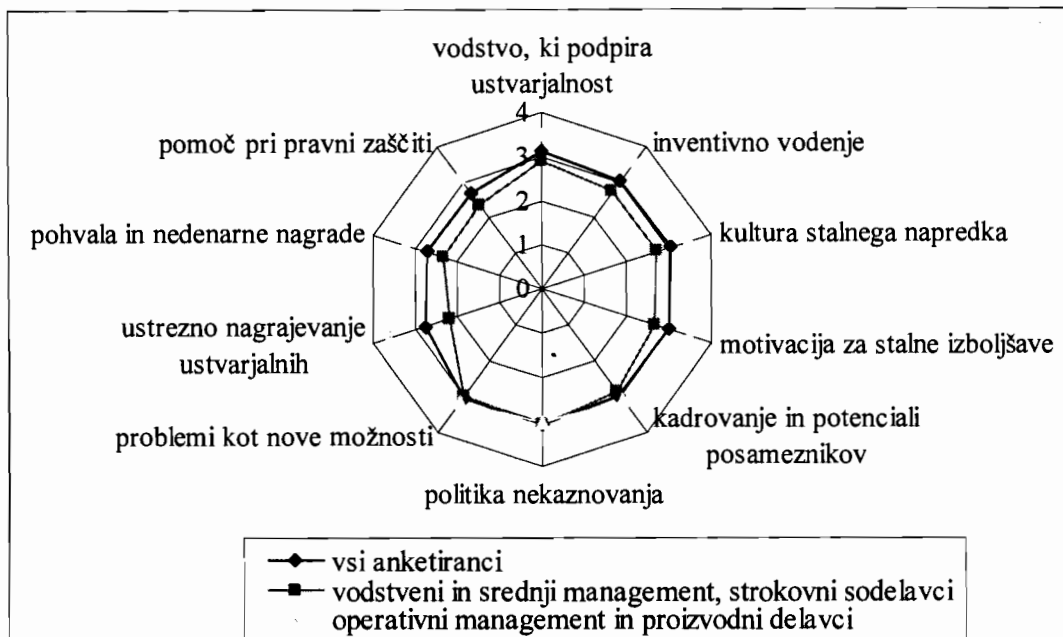 vodstvo, ki podpira
ustvarjalnost
4
3
2
1
0
inventivno vodenje
kultura stalnega napredka
motivacija za stalne izboljšave
kadrovanje in potenciali
posameznikov
politika nekaznovanja
problemi kot nove možnosti
ustrezno nagrajevanje
ustvarjalnih
pohvala in nedenarne nagrade
pomoč pri pravni zaščiti
vsi anketiranci
vodstveni in srednji management, strokovni sodelavci
operativni management in proizvodni delavci